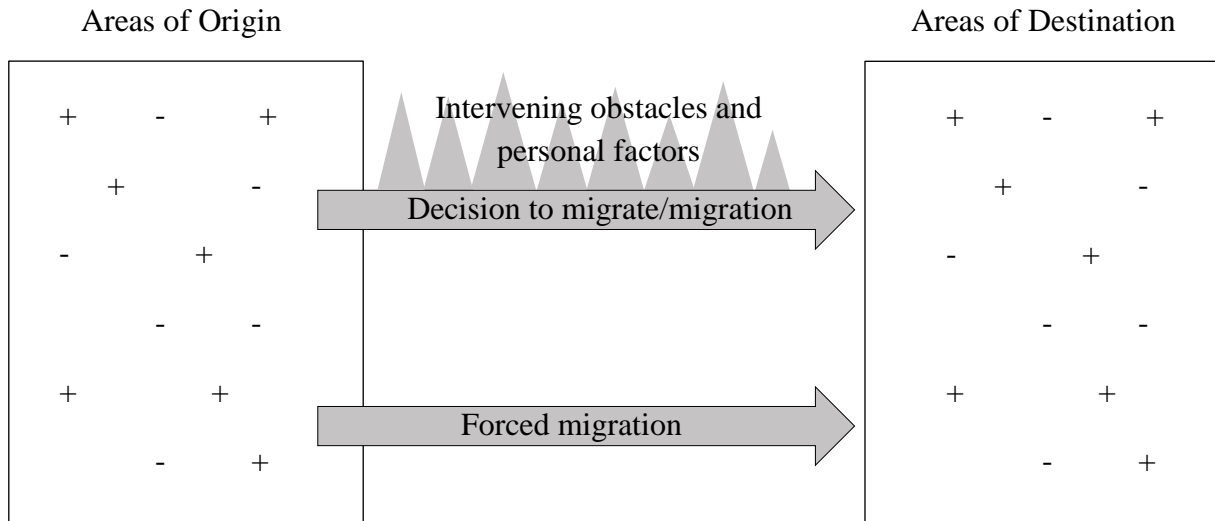 Areas of Origin
Areas of Destination
+ - +
+ -
- +
- -
+ +
- +
Intervening obstacles and
personal factors
Decision to migrate/migration
Forced migration
+ - +
+ -
- +
- -
+ +
- +